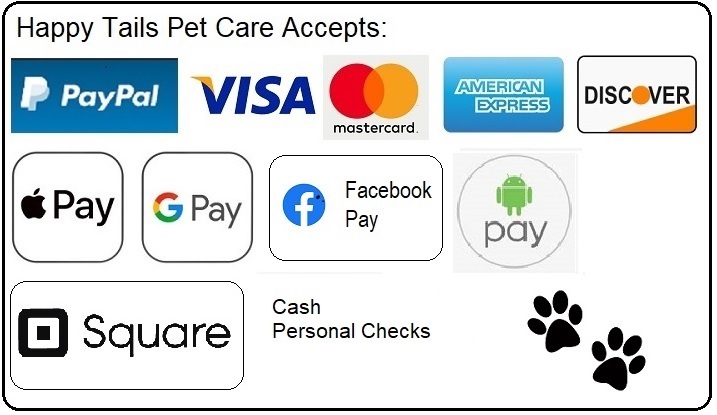 Happy Tails Pet Care Accepts:
PayPal
VISA
mastercard.
AMERICAN
EXPRESS
DISCOVER
Pay
G Pay
Facebook
Pay
pay
Square
Cash
Personal Checks